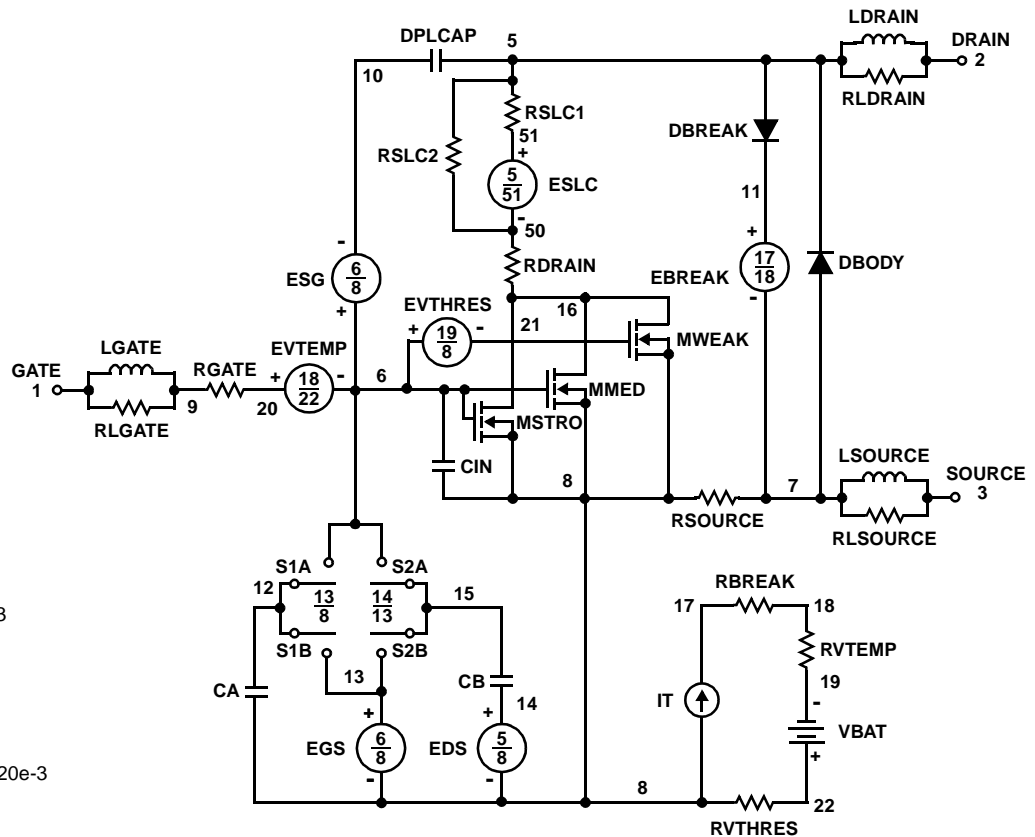 LDRAIN
DPLCAP 5 DRAIN
10 2
RLDRAIN
RSLC1
DBREAK
51
+
RSLC2
5
51
ESLC
11
-
50
-
+
RDRAIN
6
8
ESG
EBREAK
17
18
DBODY
+
EVTHRES
16
-
+ 19 - 21
8
MWEAK
LGATE EVTEMP
GATE RGATE + 18 - 6
1 22
MMED
9 20
MSTRO
RLGATE
LSOURCE
CIN 8 7 SOURCE
3
RSOURCE
RLSOURCE
S1A S2A
12 13 14 15
8 13
RBREAK
17 18
3
S1B S2B
RVTEMP
13 CB 19
CA 14 IT -
+ +
VBAT
EGS 6 EDS 5
8 8
+
- -
20e-3
8 22
RVTHRES